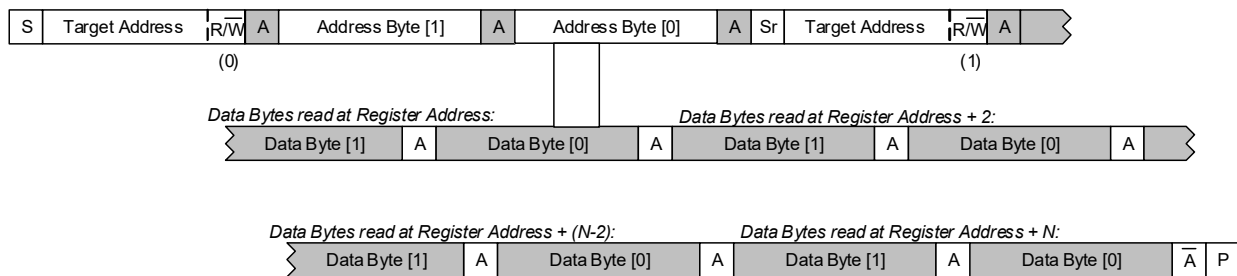 S Target Address R/W̅ A Address Byte [1] A Address Byte [0] A Sr Target Address R/W̅ A
(0) (1)
Data Bytes read at Register Address: Data Bytes read at Register Address + 2:
Data Byte [1] A Data Byte [0] A Data Byte [1] A Data Byte [0] A
Data Bytes read at Register Address + (N-2): Data Bytes read at Register Address + N:
Data Byte [1] A Data Byte [0] A Data Byte [1] A Data Byte [0] A̅ P